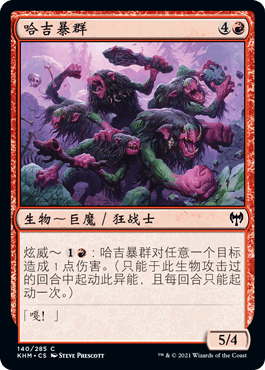 哈吉暴群 4
生物～巨魔／狂战士
炫威～1：哈吉暴群对任意一个目标
造成1点伤害。（只能于此生物攻击过
的回合中起动此异能，且每回合只能起
动一次。）
「嘎！」
5/4
140/285 C
KHM • CS STEVE PRESCOTT
™ & © 2021 Wizards of the Coast